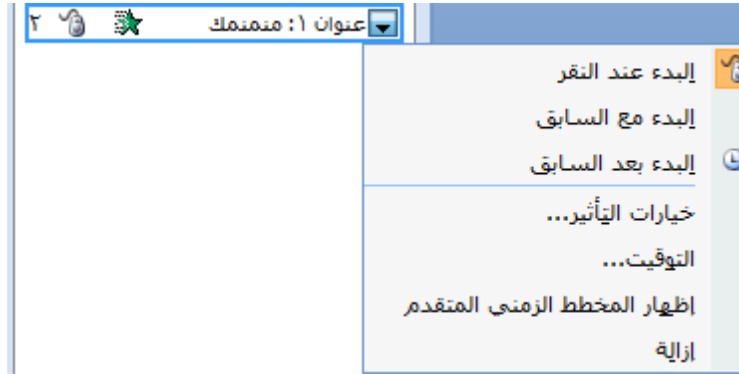 عنوان ١: منمنمك ٢
البدء عند النقر
البدء مع السابق
البدء بعد السابق
خيارات التأثير...
التوقيت...
إظهار المخطط الزمني المتقدم
إزالة